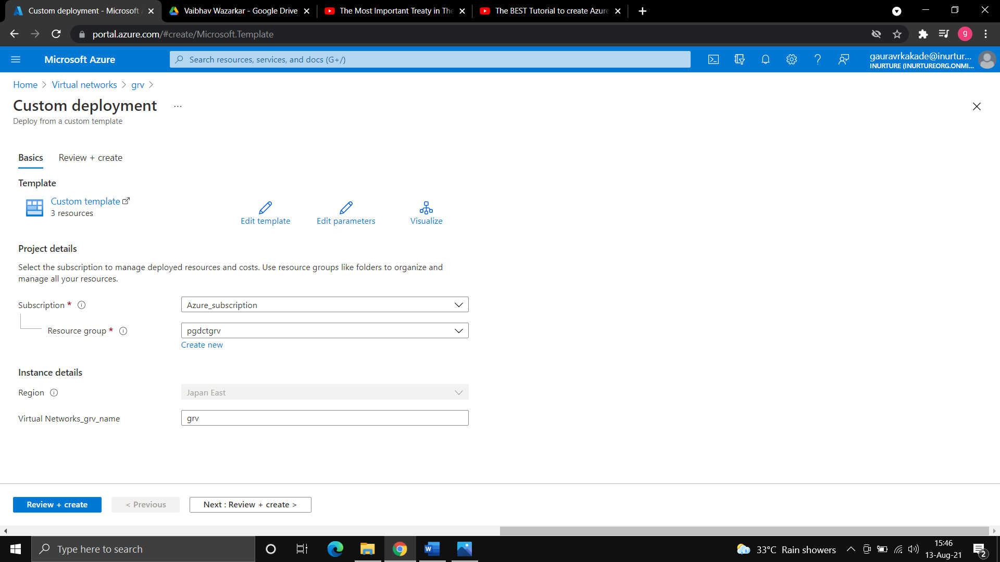 Custom deployment - Microsoft A
Vaibhav Wazarkar - Google Drive
The Most Important Treaty in The
The BEST Tutorial to create Azure
portal.azure.com/#create/Microsoft.Template
g
Microsoft Azure
Search resources, services, and docs (G+/)
gauravrkakade@inurtur...
INURTURE (INURTUREORG.ONMI...
Home > Virtual networks > grv >
Custom deployment ...
Deploy from a custom template
Basics
Review + create
Template
Custom template
3 resources
Edit template
Edit parameters
Visualize
Project details
Select the subscription to manage deployed resources and costs. Use resource groups like folders to organize and
manage all your resources.
Subscription *
Azure_subscription
Resource group *
pgdctgrv
Create new
Instance details
Region
Japan East
Virtual Networks_grv_name
grv
Review + create
< Previous
Next : Review + create >
Type here to search
33°C Rain showers
15:46
13-Aug-21
2